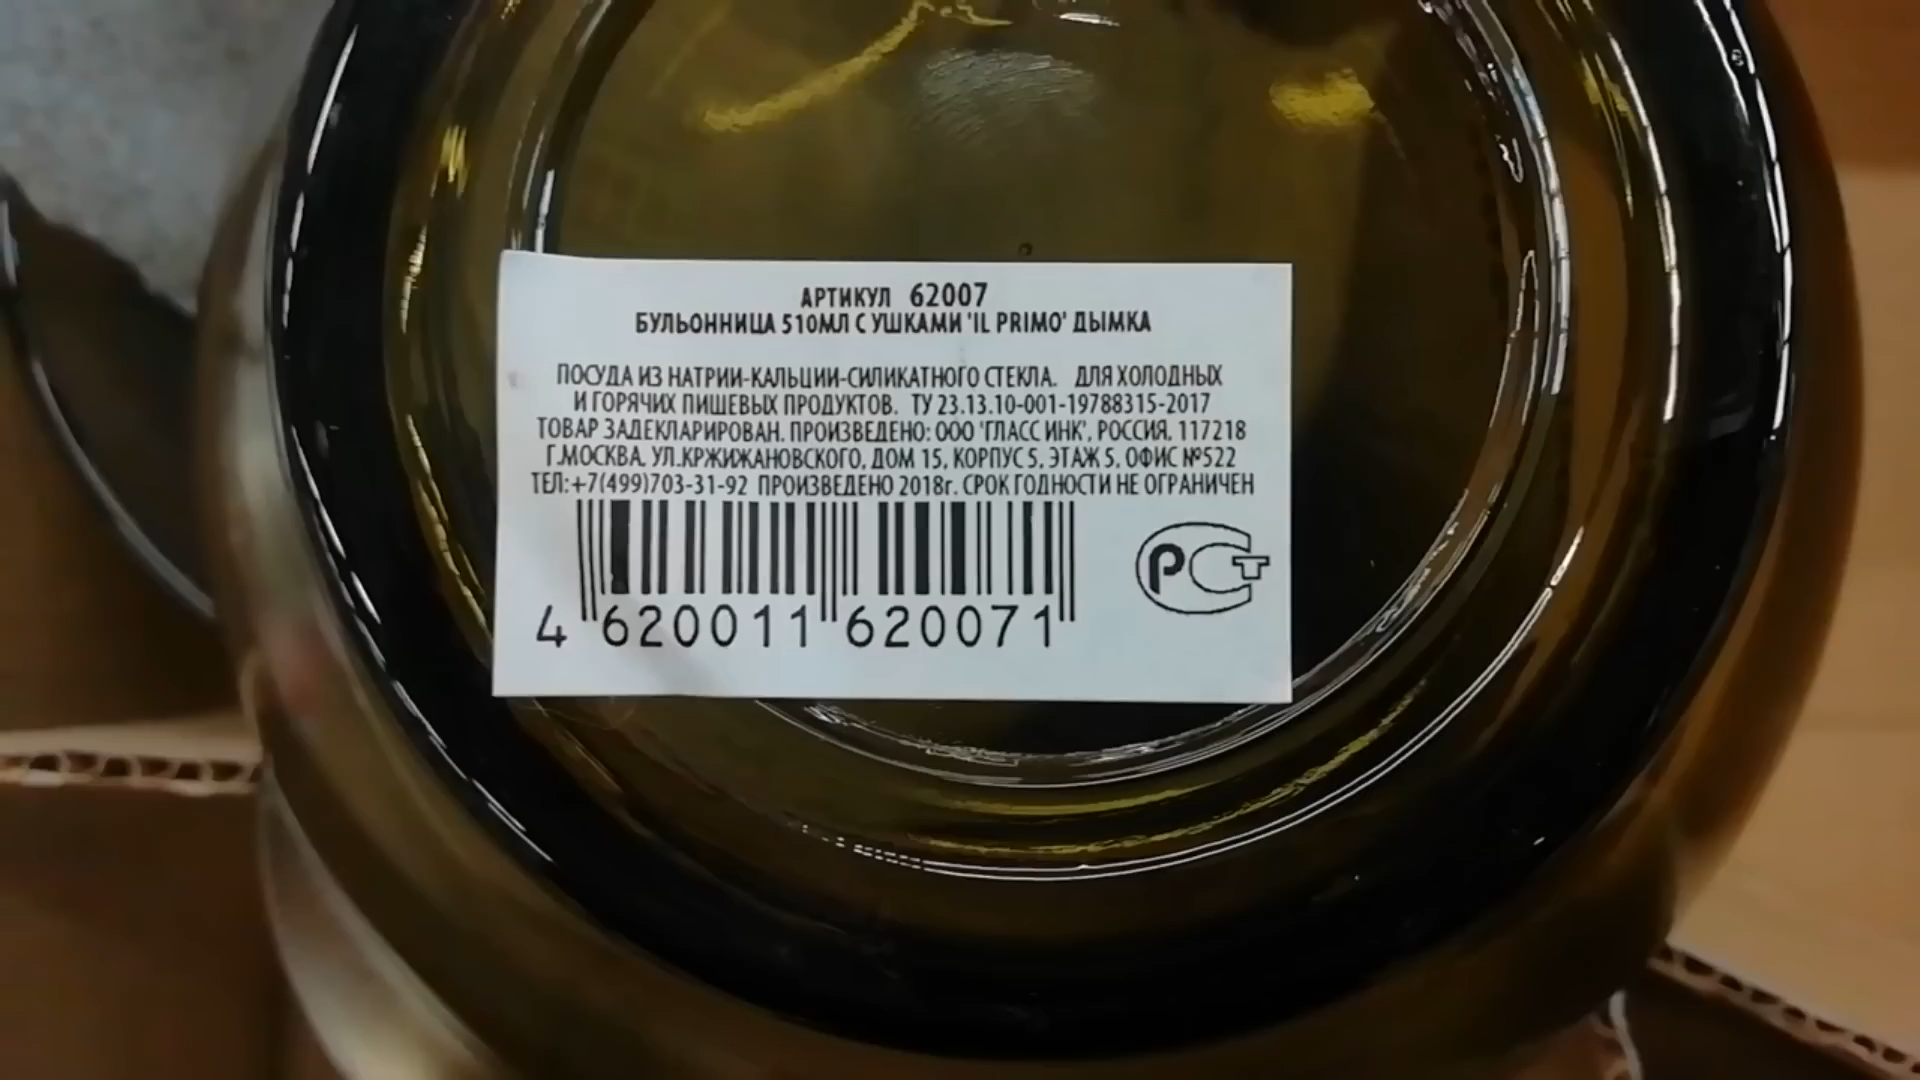 АРТИКУЛ 62007
БУЛЬОННИЦА 510МЛ С УШКАМИ 'IL PRIMO' ДЫМКА
ПОСУДА ИЗ НАТРИИ-КАЛЬЦИИ-СИЛИКАТНОГО СТЕКЛА. ДЛЯ ХОЛОДНЫХ
И ГОРЯЧИХ ПИЩЕВЫХ ПРОДУКТОВ. ТУ 23.13.10-001-19788315-2017
ТОВАР ЗАДЕКЛАРИРОВАН. ПРОИЗВЕДЕНО: ООО 'ГЛАСС ИНК', РОССИЯ, 117218
Г.МОСКВА, УЛ.КРЖИЖАНОВСКОГО, ДОМ 15, КОРПУС 5, ЭТАЖ 5, ОФИС №522
ТЕЛ:+7(499)703-31-92 ПРОИЗВЕДЕНО 2018г. СРОК ГОДНОСТИ НЕ ОГРАНИЧЕН
4 620011 620071
РСТ